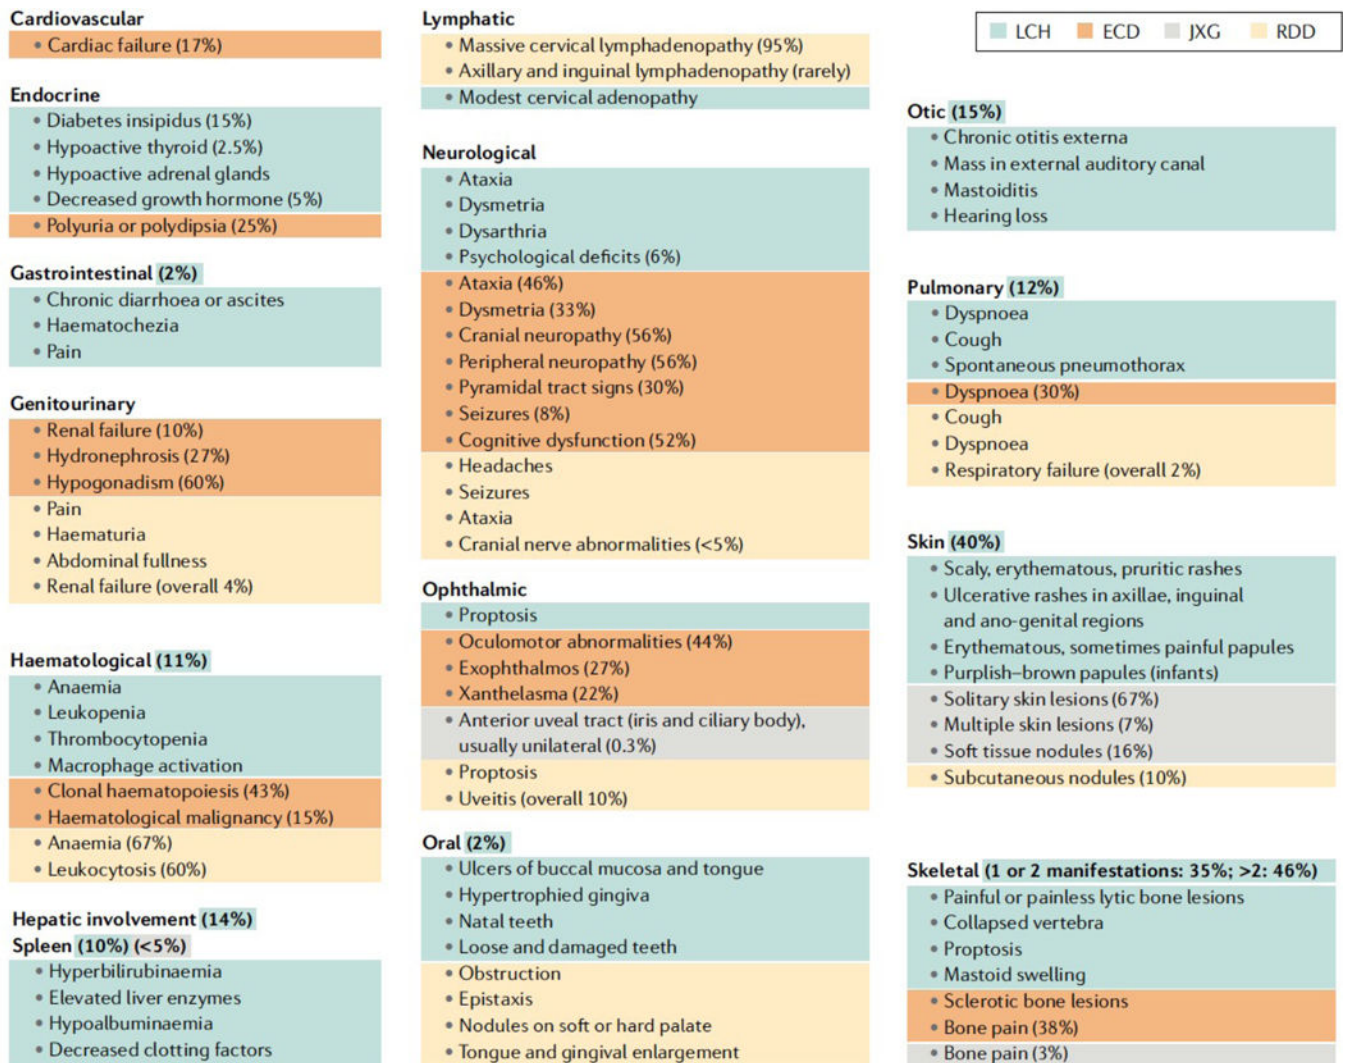 Cardiovascular
• Cardiac failure (17%)
Endocrine
• Diabetes insipidus (15%)
• Hypoactive thyroid (2.5%)
• Hypoactive adrenal glands
• Decreased growth hormone (5%)
• Polyuria or polydipsia (25%)
Gastrointestinal (2%)
• Chronic diarrhoea or ascites
• Haematochezia
• Pain
Genitourinary
• Renal failure (10%)
• Hydronephrosis (27%)
• Hypogonadism (60%)
• Pain
• Haematuria
• Abdominal fullness
• Renal failure (overall 4%)
Haematological (11%)
• Anaemia
• Leukopenia
• Thrombocytopenia
• Macrophage activation
• Clonal haematopoiesis (43%)
• Haematological malignancy (15%)
• Anaemia (67%)
• Leukocytosis (60%)
Hepatic involvement (14%)
Spleen (10%) (<5%)
• Hyperbilirubinaemia
• Elevated liver enzymes
• Hypoalbuminaemia
• Decreased clotting factors
Lymphatic
• Massive cervical lymphadenopathy (95%)
• Axillary and inguinal lymphadenopathy (rarely)
• Modest cervical adenopathy
Neurological
• Ataxia
• Dysmetria
• Dysarthria
• Psychological deficits (6%)
• Ataxia (46%)
• Dysmetria (33%)
• Cranial neuropathy (56%)
• Peripheral neuropathy (56%)
• Pyramidal tract signs (30%)
• Seizures (8%)
• Cognitive dysfunction (52%)
• Headaches
• Seizures
• Ataxia
• Cranial nerve abnormalities (<5%)
Ophthalmic
• Proptosis
• Oculomotor abnormalities (44%)
• Exophthalmos (27%)
• Xanthelasma (22%)
• Anterior uveal tract (iris and ciliary body),
usually unilateral (0.3%)
• Proptosis
• Uveitis (overall 10%)
Oral (2%)
• Ulcers of buccal mucosa and tongue
• Hypertrophied gingiva
• Natal teeth
• Loose and damaged teeth
• Obstruction
• Epistaxis
• Nodules on soft or hard palate
• Tongue and gingival enlargement
LCH ECD JXG RDD
Otic (15%)
• Chronic otitis externa
• Mass in external auditory canal
• Mastoiditis
• Hearing loss
Pulmonary (12%)
• Dyspnoea
• Cough
• Spontaneous pneumothorax
• Dyspnoea (30%)
• Cough
• Dyspnoea
• Respiratory failure (overall 2%)
Skin (40%)
• Scaly, erythematous, pruritic rashes
• Ulcerative rashes in axillae, inguinal
and ano-genital regions
• Erythematous, sometimes painful papules
• Purplish–brown papules (infants)
• Solitary skin lesions (67%)
• Multiple skin lesions (7%)
• Soft tissue nodules (16%)
• Subcutaneous nodules (10%)
Skeletal (1 or 2 manifestations: 35%; >2: 46%)
• Painful or painless lytic bone lesions
• Collapsed vertebra
• Proptosis
• Mastoid swelling
• Sclerotic bone lesions
• Bone pain (38%)
• Bone pain (3%)